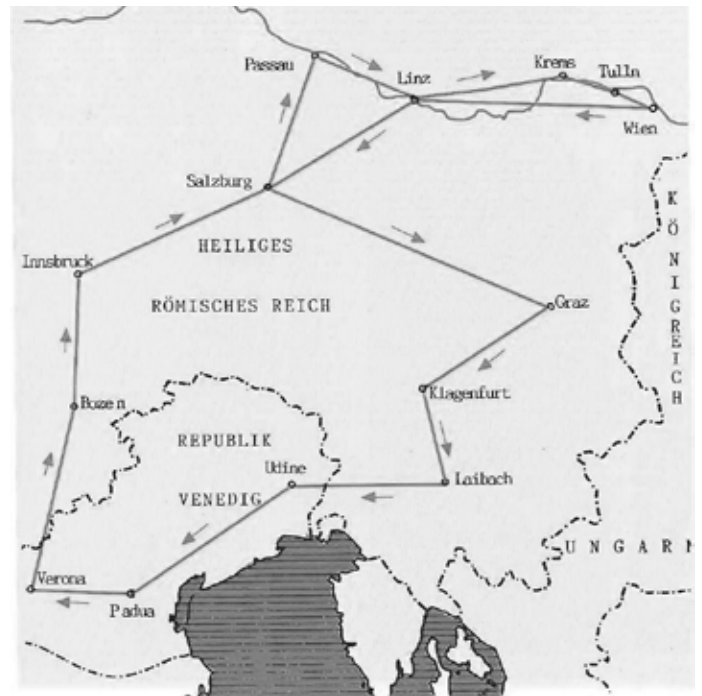 Passau
Linz
Krems
Tulln
Wien
Salzburg
HEILIGES
Innsbruck
RÖMISCHES REICH
Graz
KÖNIGREICH
Klagenfurt
Bozen
REPUBLIK
Udine
Laibach
VENEDIG
UNGARN
Verona
Padua